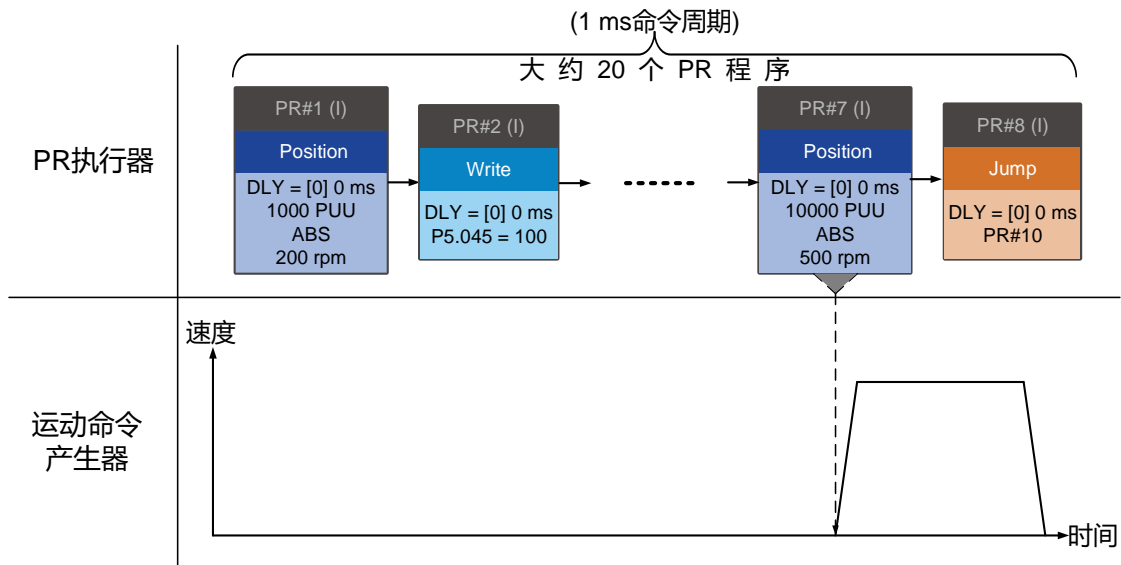 (1 ms命令周期)
大 约 20 个 PR 程 序
PR执行器
PR#1 (I)
Position
DLY = [0] 0 ms
1000 PUU
ABS
200 rpm
PR#2 (I)
Write
DLY = [0] 0 ms
P5.045 = 100
PR#7 (I)
Position
DLY = [0] 0 ms
10000 PUU
ABS
500 rpm
PR#8 (I)
Jump
DLY = [0] 0 ms
PR#10
运动命令
产生器
速度
时间